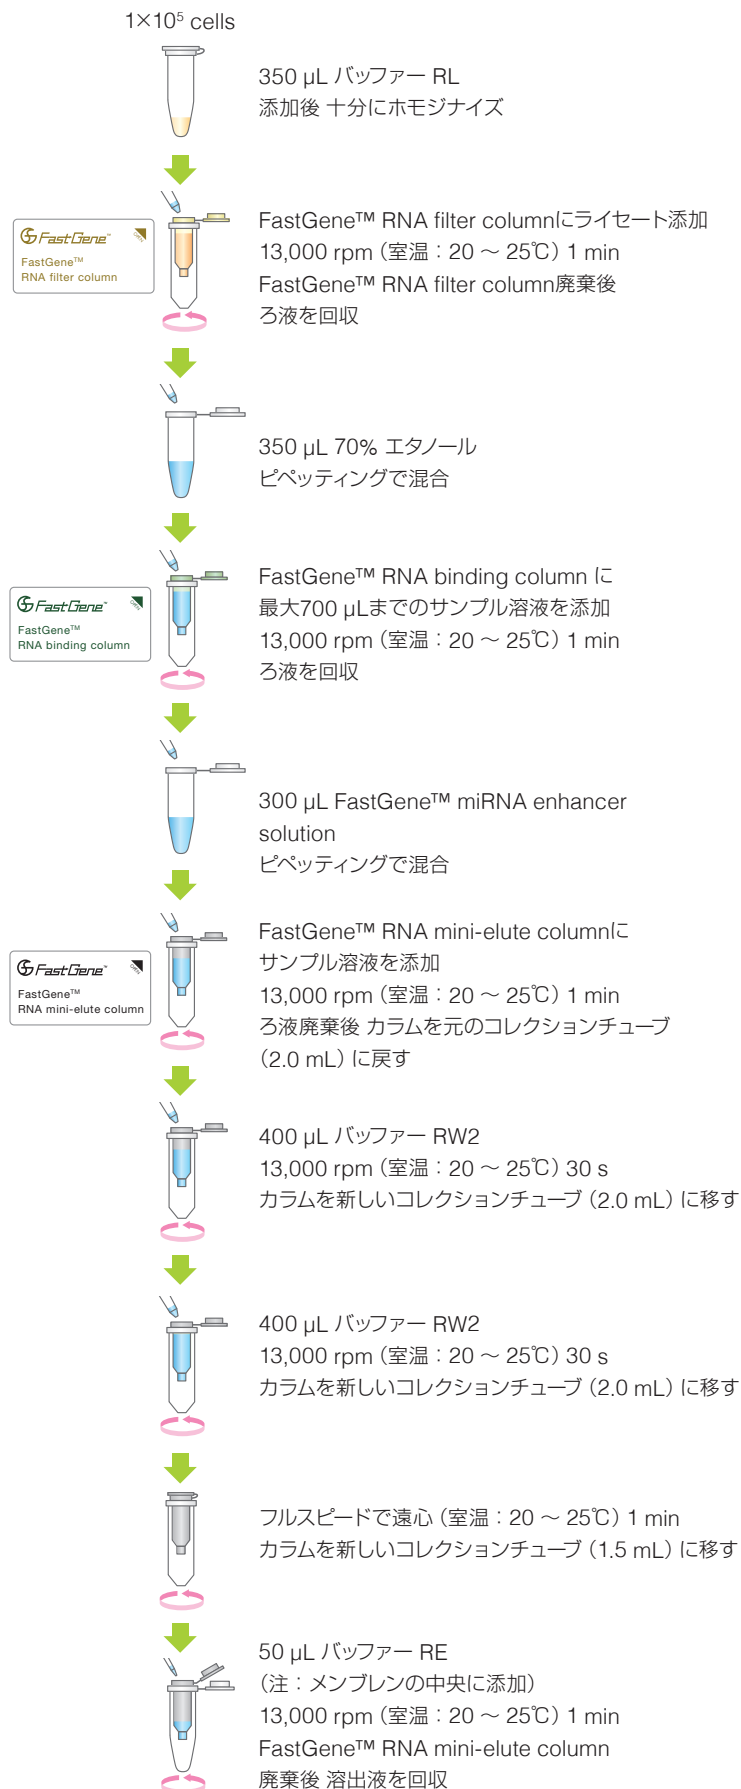 1×10⁵ cells
350 µL バッファー RL
添加後 十分にホモジナイズ
FastGene™
FastGene™
RNA filter column
OPEN
FastGene™ RNA filter columnにライセート添加
13,000 rpm（室温：20 ～ 25℃）1 min
FastGene™ RNA filter column廃棄後
ろ液を回収
350 µL 70% エタノール
ピペッティングで混合
FastGene™
FastGene™
RNA binding column
OPEN
FastGene™ RNA binding column に
最大700 µLまでのサンプル溶液を添加
13,000 rpm（室温：20 ～ 25℃）1 min
ろ液を回収
300 µL FastGene™ miRNA enhancer
solution
ピペッティングで混合
FastGene™
FastGene™
RNA mini-elute column
OPEN
FastGene™ RNA mini-elute columnに
サンプル溶液を添加
13,000 rpm（室温：20 ～ 25℃）1 min
ろ液廃棄後 カラムを元のコレクションチューブ
（2.0 mL）に戻す
400 µL バッファー RW2
13,000 rpm（室温：20 ～ 25℃）30 s
カラムを新しいコレクションチューブ（2.0 mL）に移す
400 µL バッファー RW2
13,000 rpm（室温：20 ～ 25℃）30 s
カラムを新しいコレクションチューブ（2.0 mL）に移す
フルスピードで遠心（室温：20 ～ 25℃）1 min
カラムを新しいコレクションチューブ（1.5 mL）に移す
50 µL バッファー RE
（注：メンブレンの中央に添加）
13,000 rpm（室温：20 ～ 25℃）1 min
FastGene™ RNA mini-elute column
廃棄後 溶出液を回収